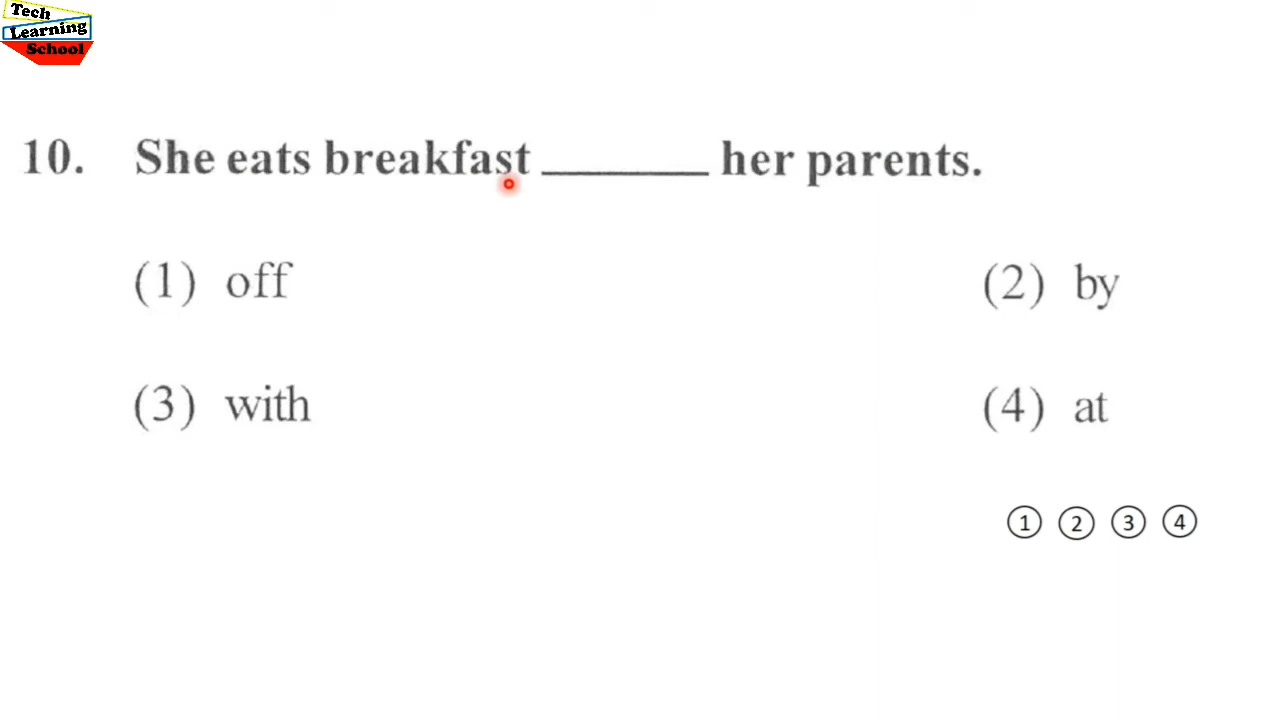 Tech
Learning
School
10. She eats breakfast ______ her parents.
(1) off (2) by
(3) with (4) at
① ② ③ ④